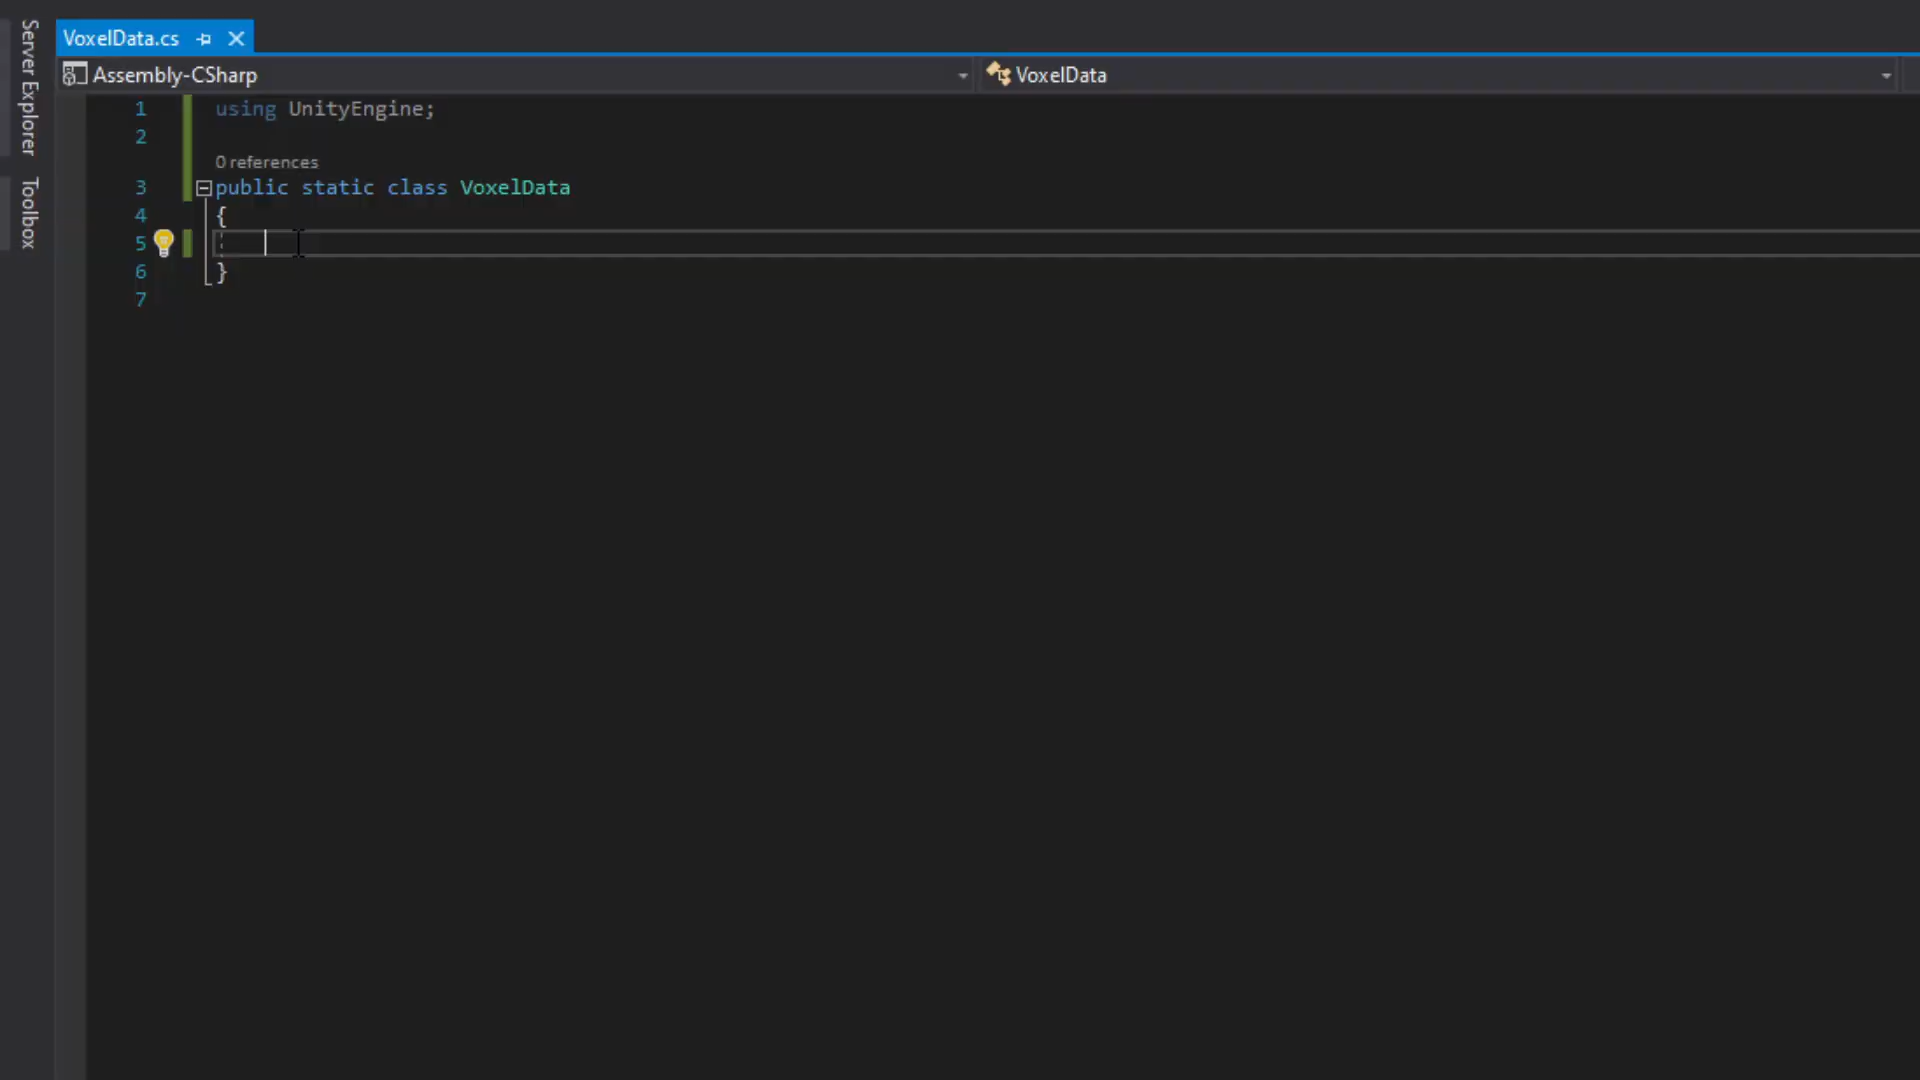 Server Explorer
Toolbox
VoxelData.cs
Assembly-CSharp
VoxelData
1 using UnityEngine;
2
0 references
3 public static class VoxelData
4 {
5
6 }
7